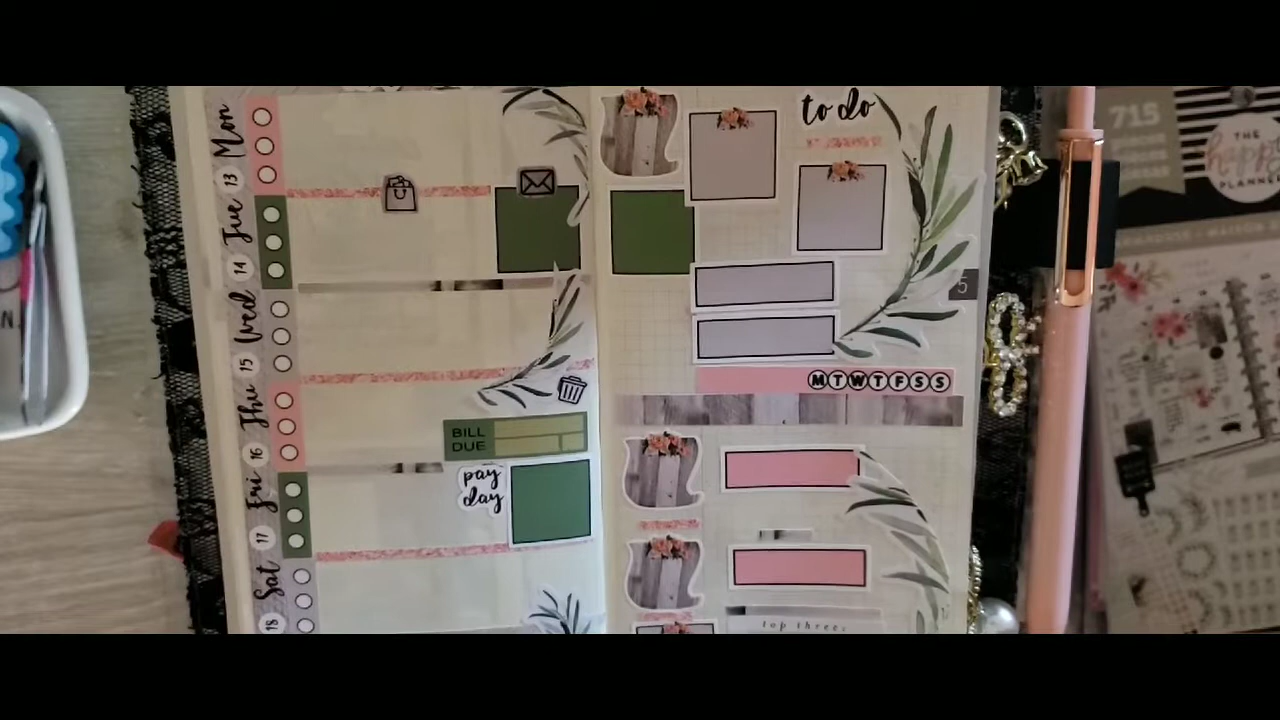 Mon
13
Tue
14
Wed
15
Thu
16
Fri
17
Sat
18
BILL
DUE
pay
day
to do
5
MTWTFSS
top three:
715
THE
happy
PLANNER